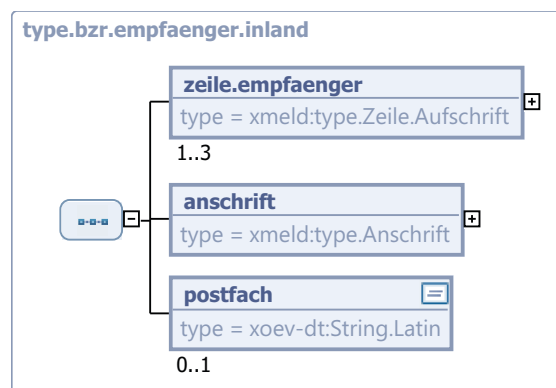 type.bzr.empfaenger.inland
zeile.empfaenger
type = xmeld:type.Zeile.Aufschrift
1..3
anschrift
type = xmeld:type.Anschrift
postfach
type = xoev-dt:String.Latin
0..1